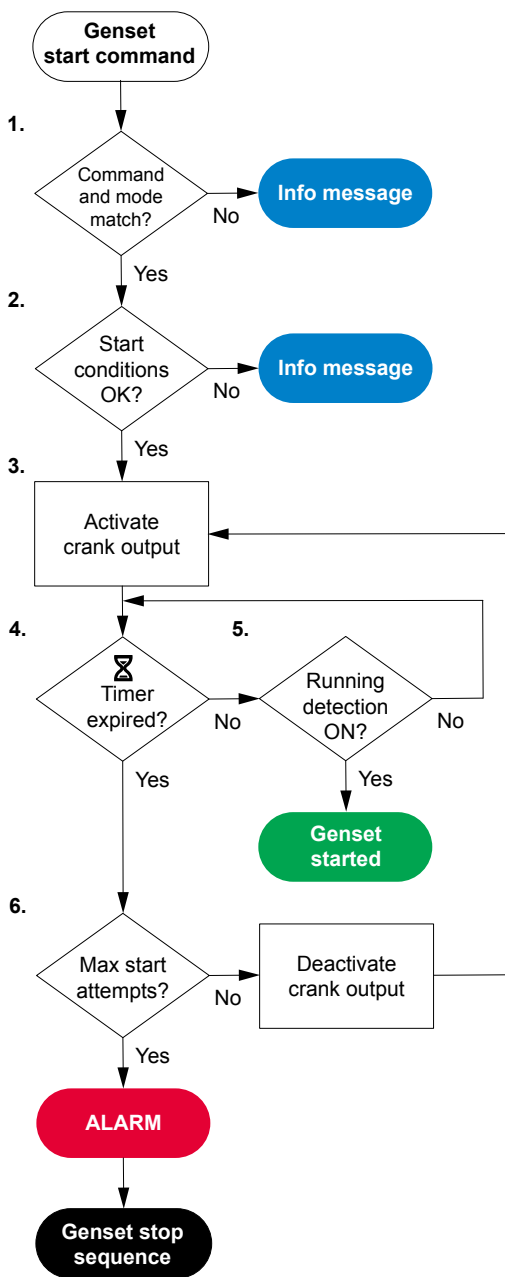 Genset
start command
1.
Command
and mode
match?
No
Info message
Yes
2.
Start
conditions
OK?
No
Info message
Yes
3.
Activate
crank output
4.
Timer
expired?
No
5.
Running
detection
ON?
No
Yes
Yes
Genset
started
6.
Max start
attempts?
No
Deactivate
crank output
Yes
ALARM
Genset stop
sequence